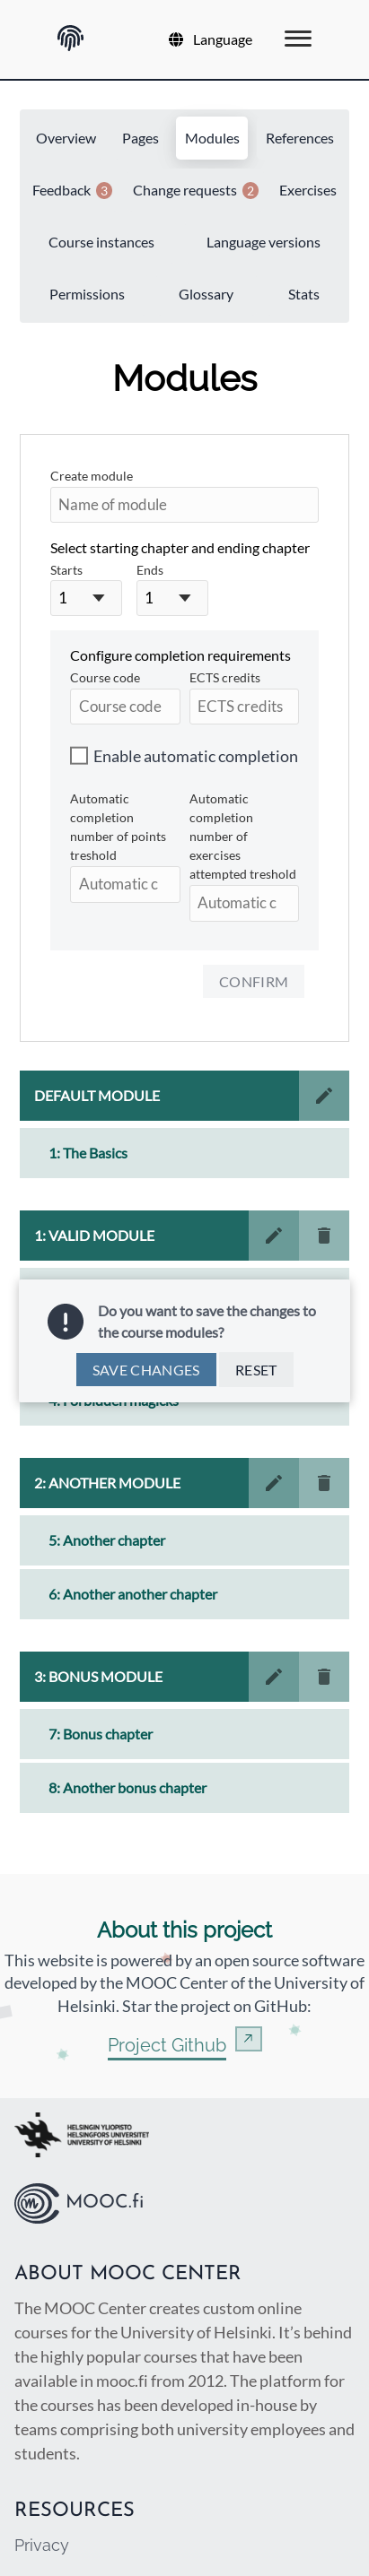 Language
Overview Pages Modules References
Feedback 3 Change requests 2 Exercises
Course instances Language versions
Permissions Glossary Stats
Modules
Create module
Name of module
Select starting chapter and ending chapter
Starts Ends
1 1
Configure completion requirements
Course code ECTS credits
Course code ECTS credits
Enable automatic completion
Automatic
completion
number of points
treshold
Automatic c
Automatic
completion
number of
exercises
attempted treshold
Automatic c
CONFIRM
DEFAULT MODULE
1: The Basics
1: VALID MODULE
Do you want to save the changes to
the course modules?
SAVE CHANGES RESET
4: Forbidden magicks
2: ANOTHER MODULE
5: Another chapter
6: Another another chapter
3: BONUS MODULE
7: Bonus chapter
8: Another bonus chapter
About this project
This website is powered by an open source software
developed by the MOOC Center of the University of
Helsinki. Star the project on GitHub:
Project Github
HELSINGIN YLIOPISTO
HELSINGFORS UNIVERSITET
UNIVERSITY OF HELSINKI
MOOC.fi
ABOUT MOOC CENTER
The MOOC Center creates custom online
courses for the University of Helsinki. It's behind
the highly popular courses that have been
available in mooc.fi from 2012. The platform for
the courses has been developed in-house by
teams comprising both university employees and
students.
RESOURCES
Privacy